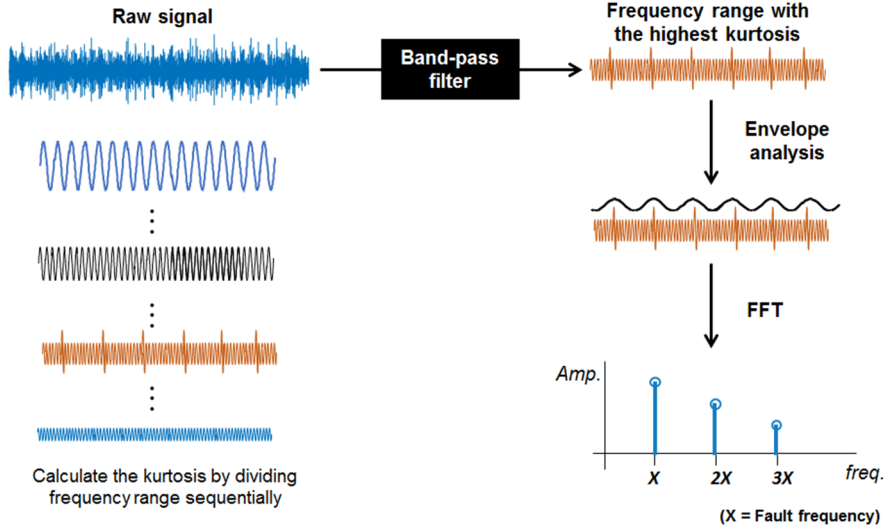 Raw signal
Band-pass
filter
Frequency range with
the highest kurtosis
Envelope
analysis
FFT
Amp.
X 2X 3X
freq.
(X = Fault frequency)
Calculate the kurtosis by dividing
frequency range sequentially